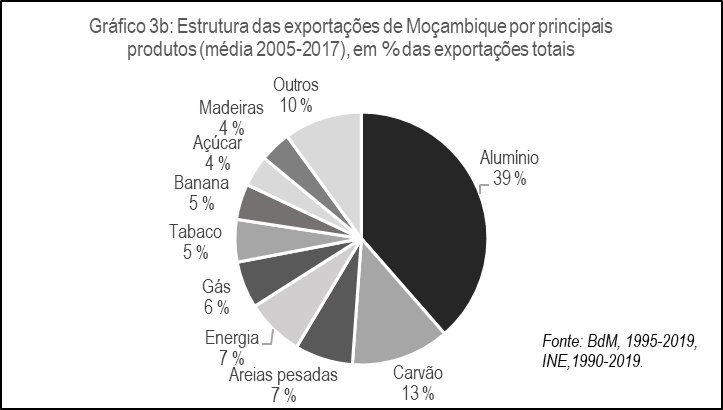 Gráfico 3b: Estrutura das exportações de Moçambique por principais
produtos (média 2005-2017), em % das exportações totais
Outros
10 %
Madeiras
4 %
Açúcar
4 %
Banana
5 %
Tabaco
5 %
Gás
6 %
Energia
7 %
Areias pesadas
7 %
Carvão
13 %
Alumínio
39 %
Fonte: BdM, 1995-2019,
INE,1990-2019.